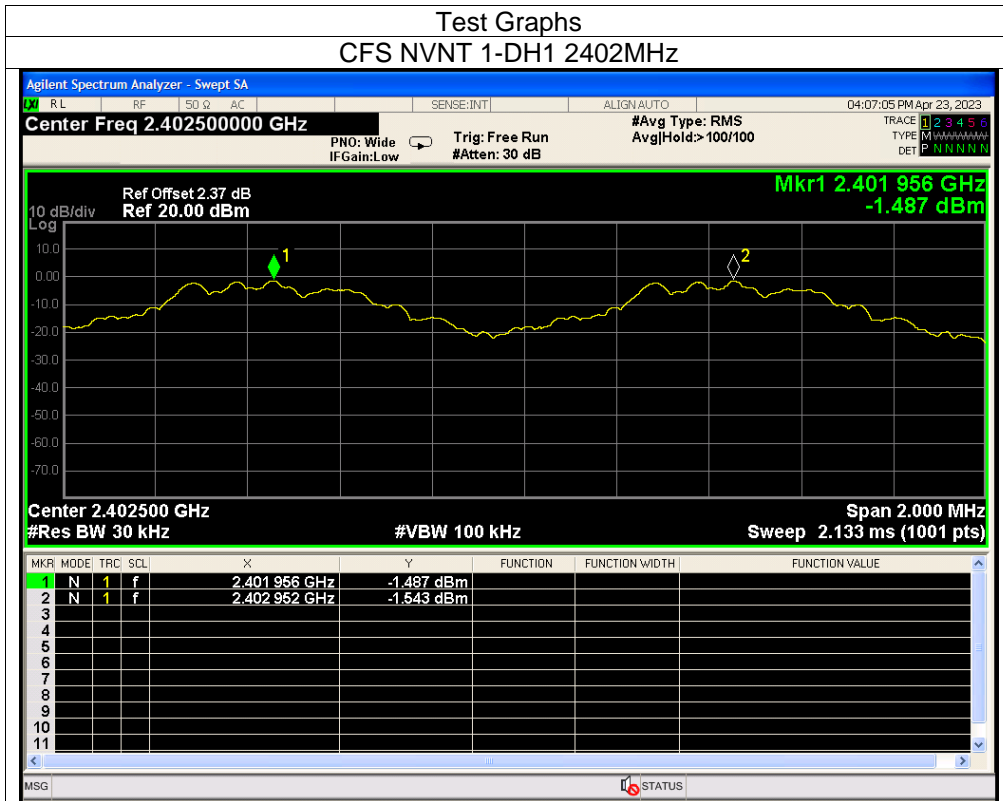 Test Graphs
CFS NVNT 1-DH1 2402MHz
Agilent Spectrum Analyzer - Swept SA
LXI RL RF 50 Ω AC SENSE:INT ALIGN AUTO 04:07:05 PM Apr 23, 2023
Center Freq 2.402500000 GHz #Avg Type: RMS TRACE 1 2 3 4 5 6
PNO: Wide Trig: Free Run Avg|Hold:>100/100 TYPE MWWWWW
IFGain:Low #Atten: 30 dB DET P N N N N N
Mkr1 2.401 956 GHz
Ref Offset 2.37 dB -1.487 dBm
10 dB/div Ref 20.00 dBm
Log
10.0
1 2
0.00
-10.0
-20.0
-30.0
-40.0
-50.0
-60.0
-70.0
Center 2.402500 GHz Span 2.000 MHz
#Res BW 30 kHz #VBW 100 kHz Sweep 2.133 ms (1001 pts)
MKR MODE TRC SCL X Y FUNCTION FUNCTION WIDTH FUNCTION VALUE
1 N 1 f 2.401 956 GHz -1.487 dBm
2 N 1 f 2.402 952 GHz -1.543 dBm
3
4
5
6
7
8
9
10
11
MSG STATUS